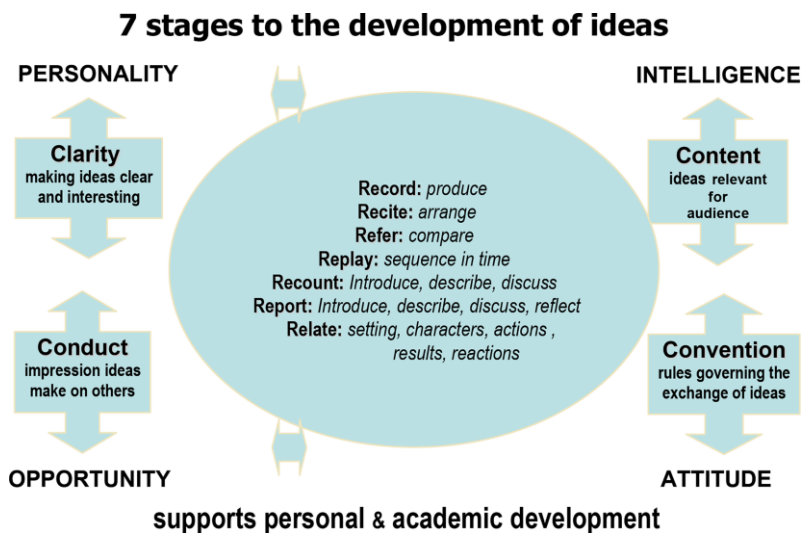 7 stages to the development of ideas
PERSONALITY
INTELLIGENCE
Clarity
making ideas clear
and interesting
Content
ideas relevant
for
audience
Record: produce
Recite: arrange
Refer: compare
Replay: sequence in time
Recount: Introduce, describe, discuss
Report: Introduce, describe, discuss, reflect
Relate: setting, characters, actions ,
results, reactions
Conduct
impression ideas
make on others
Convention
rules governing the
exchange of ideas
OPPORTUNITY
ATTITUDE
supports personal & academic development